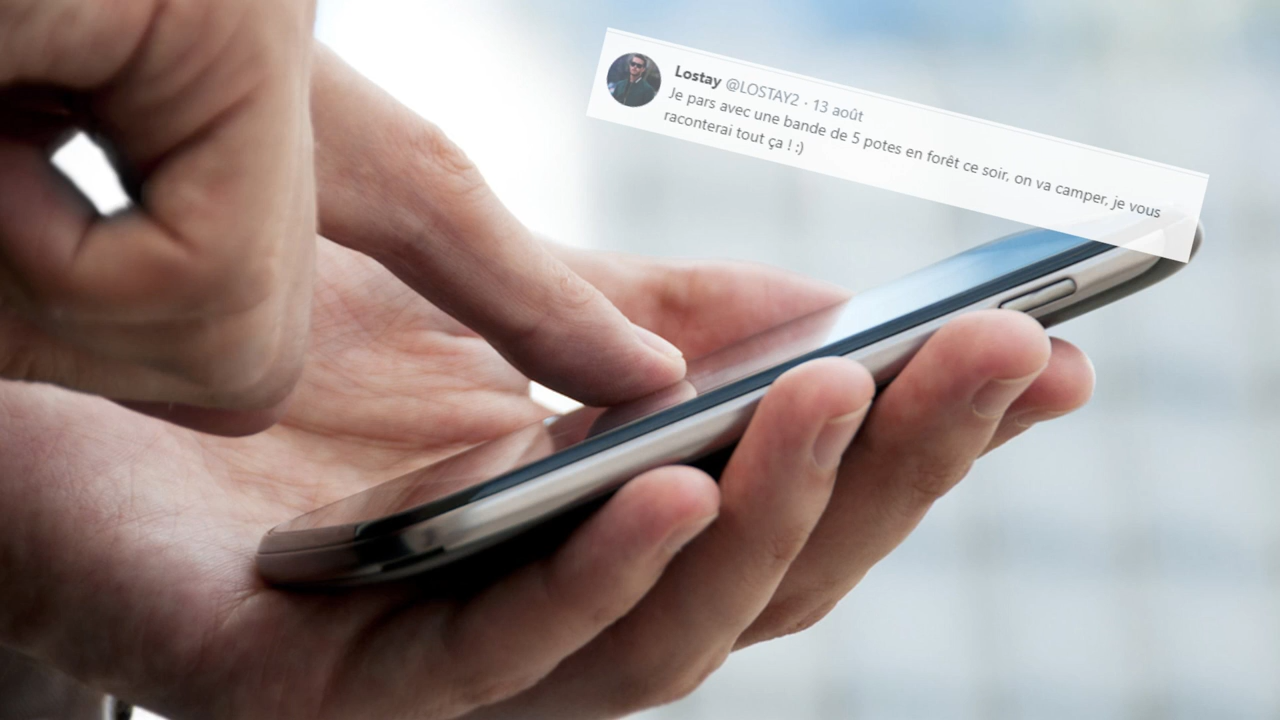 Lostay @LOSTAY2 · 13 août
Je pars avec une bande de 5 potes en forêt ce soir, on va camper, je vous
raconterai tout ça ! :)